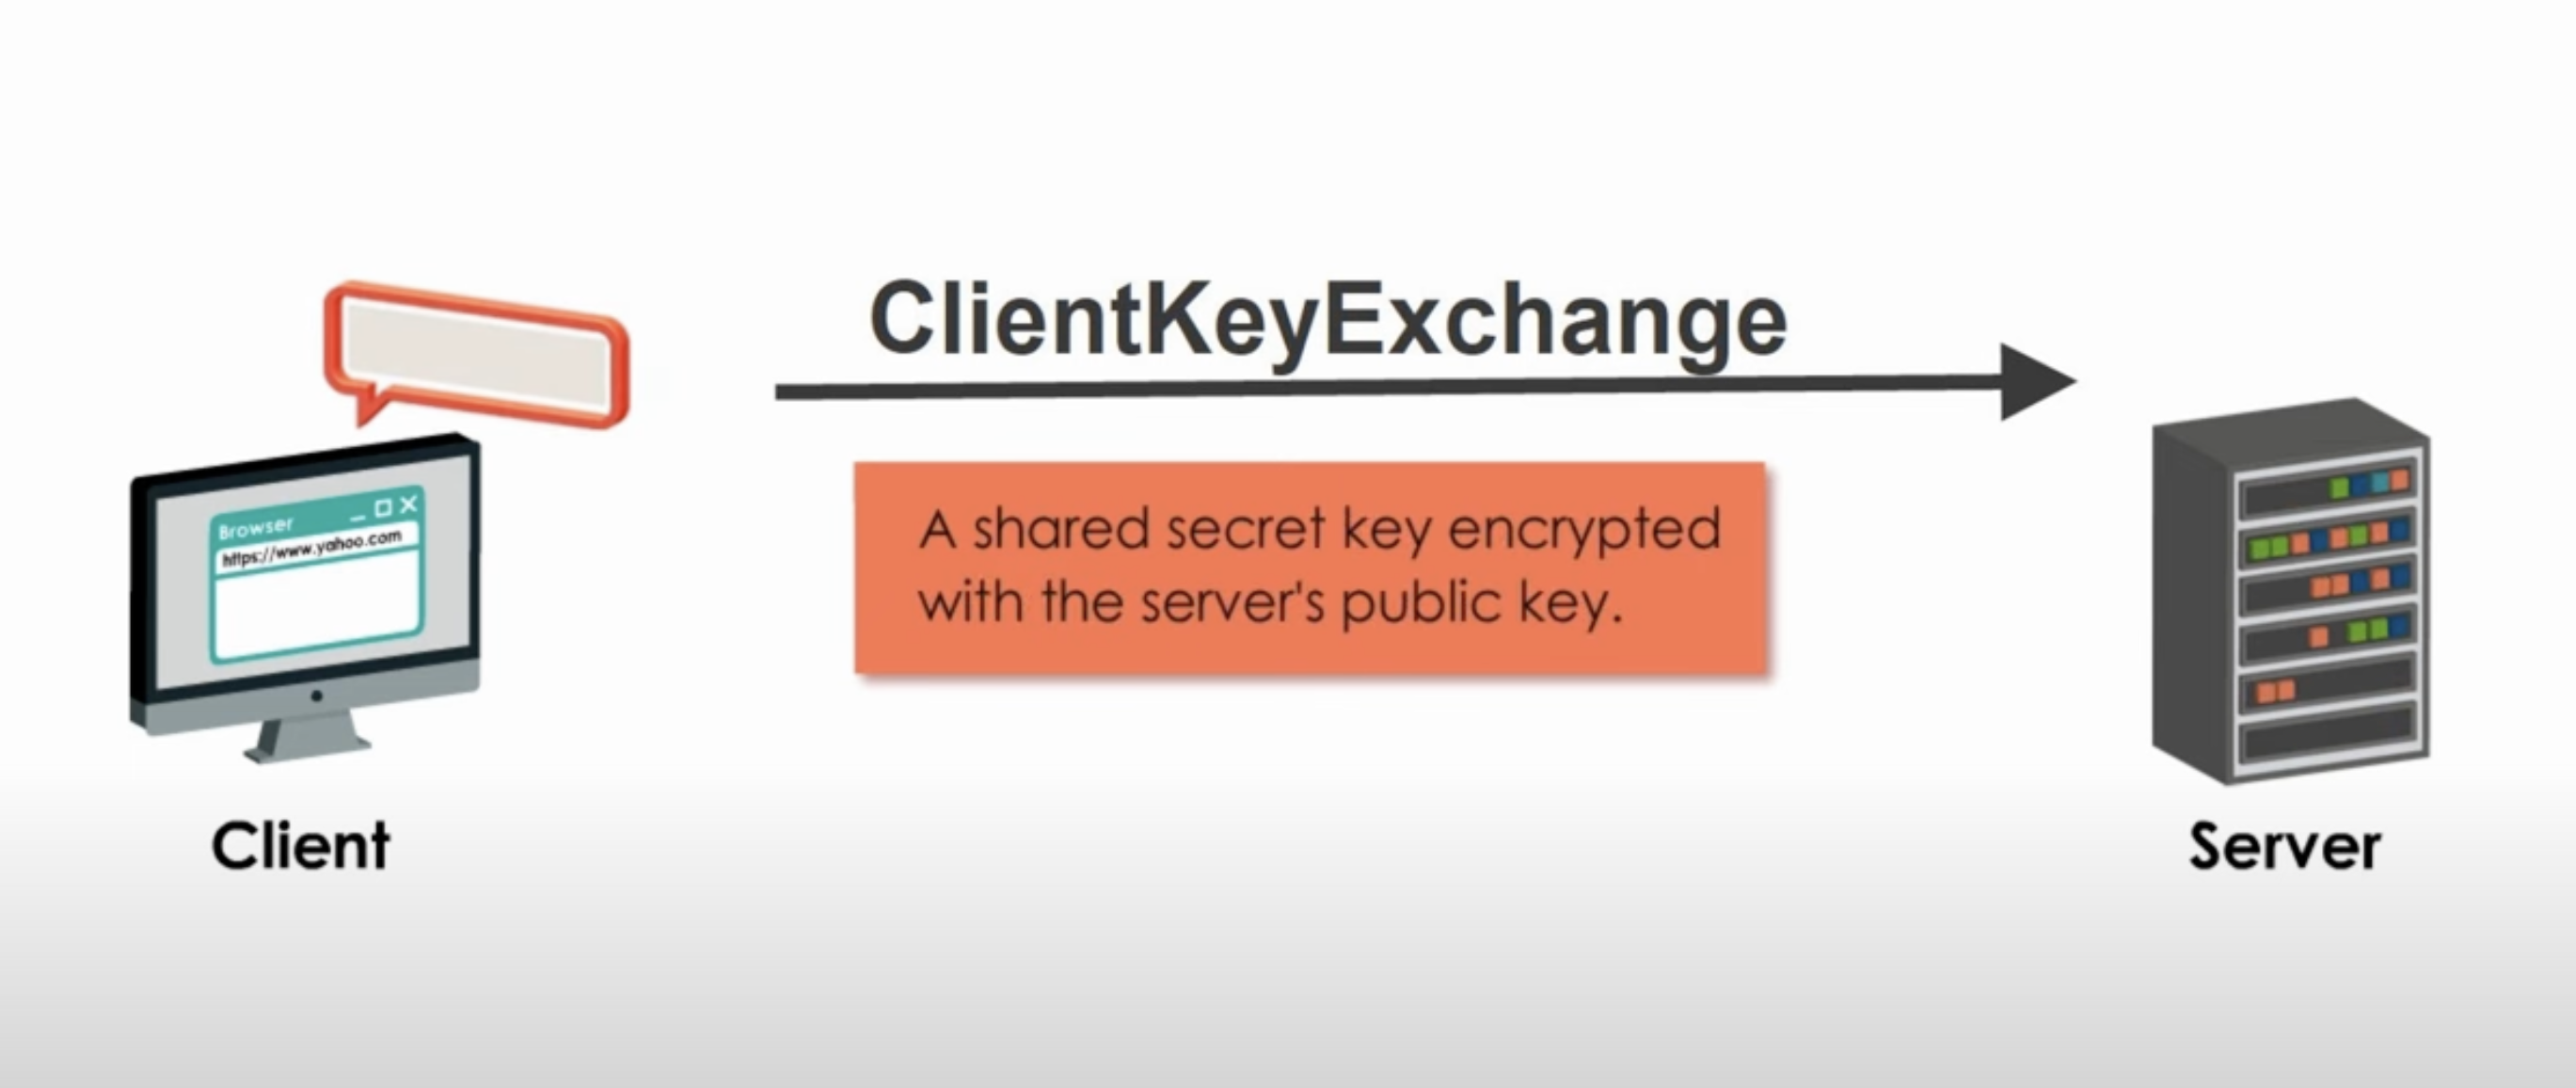 ClientKeyExchange
Browser
https://www.yahoo.com
A shared secret key encrypted
with the server's public key.
Client
Server